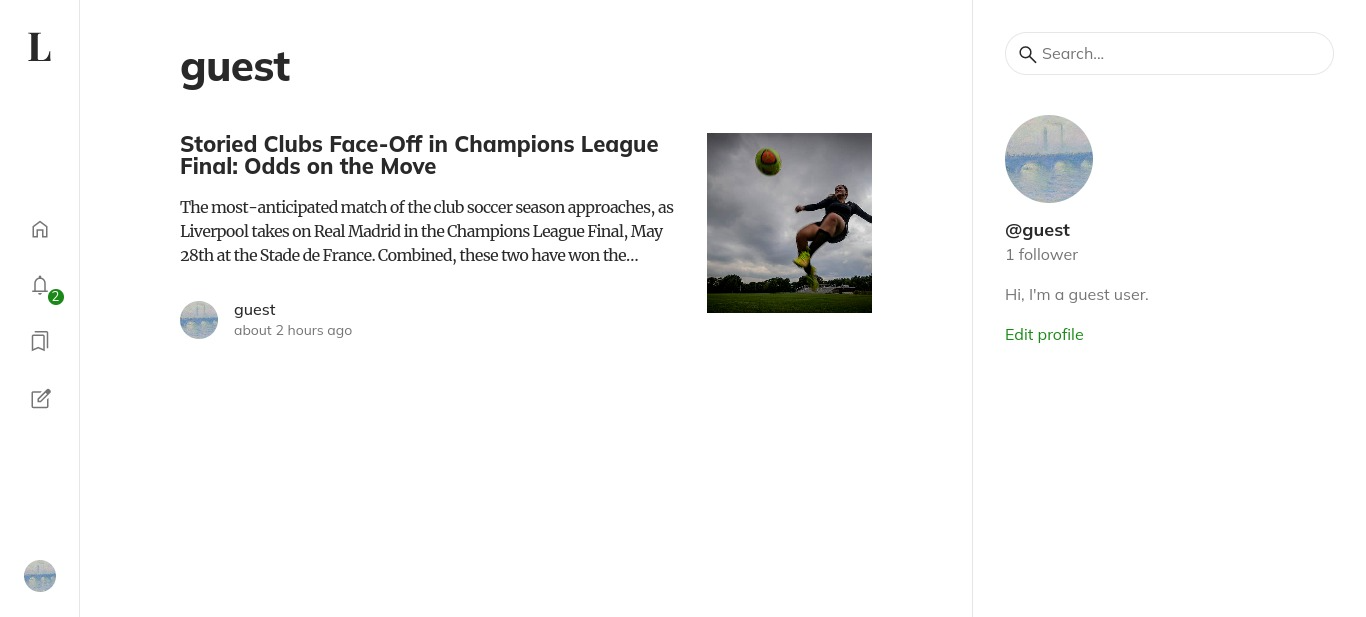 L
2
guest
Storied Clubs Face-Off in Champions League
Final: Odds on the Move
The most-anticipated match of the club soccer season approaches, as
Liverpool takes on Real Madrid in the Champions League Final, May
28th at the Stade de France. Combined, these two have won the...
guest
about 2 hours ago
Search...
@guest
1 follower
Hi, I'm a guest user.
Edit profile